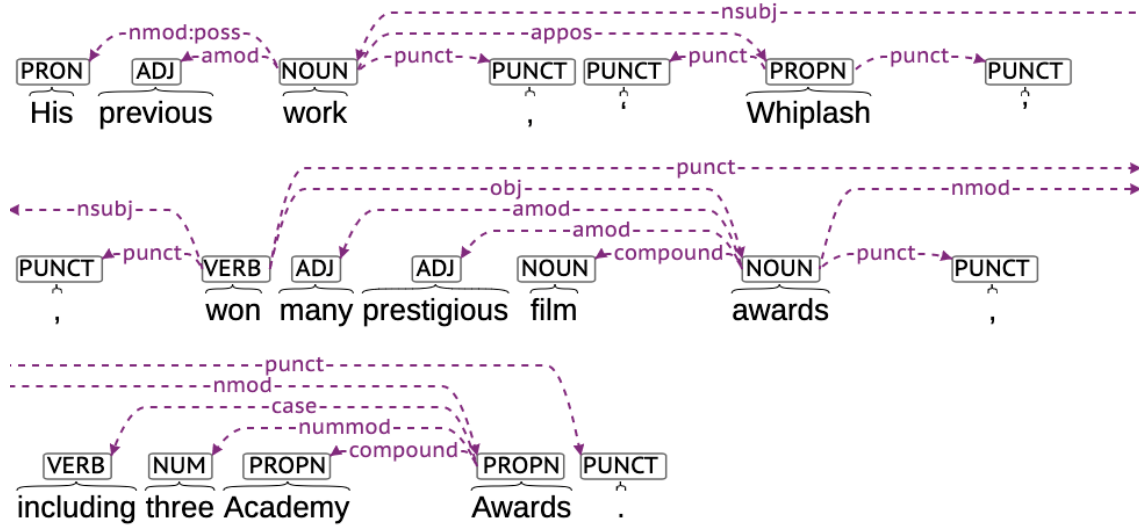 nsubj
nmod:poss appos
amod punct punct punct
PRON ADJ NOUN PUNCT PUNCT PROPN PUNCT
His previous work , ‘ Whiplash ’
punct
obj nmod
nsubj amod
amod
punct compound punct
PUNCT VERB ADJ ADJ NOUN NOUN PUNCT
, won many prestigious film awards ,
punct
nmod
case
nummod
compound
VERB NUM PROPN PROPN PUNCT
including three Academy Awards .